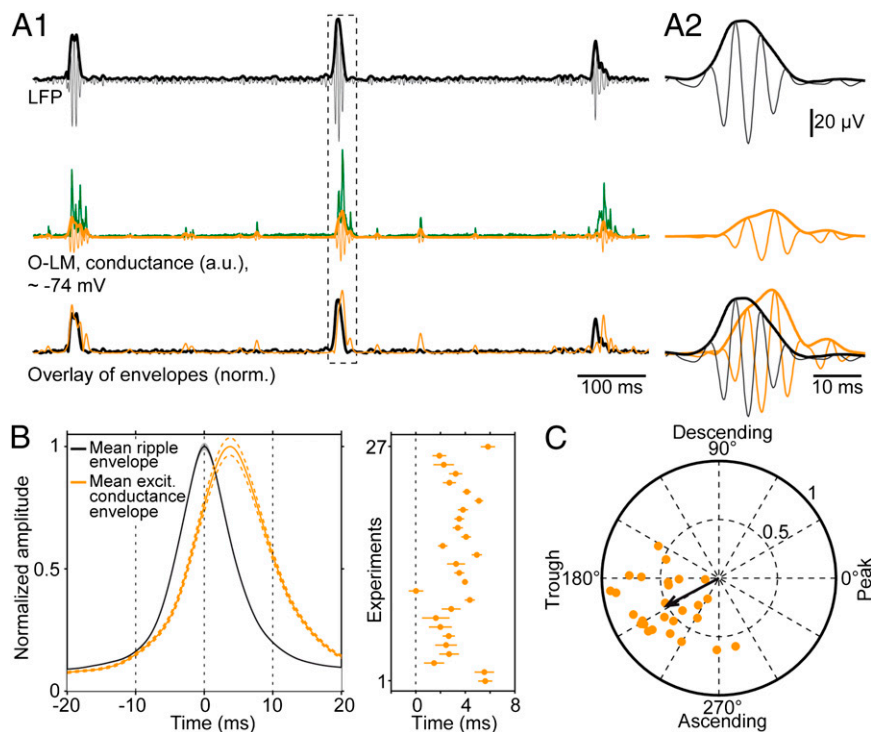 A1
A2
LFP
20 µV
O-LM, conductance (a.u.),
~ -74 mV
Overlay of envelopes (norm.)
100 ms
10 ms
B
Normalized amplitude
1
0.5
0
Mean ripple
envelope
Mean excit.
conductance
envelope
-20
-10
0
10
20
Time (ms)
Experiments
27
1
0
4
8
Time (ms)
C
Descending
90°
1
0.5
Trough
180°
0°
Peak
270°
Ascending